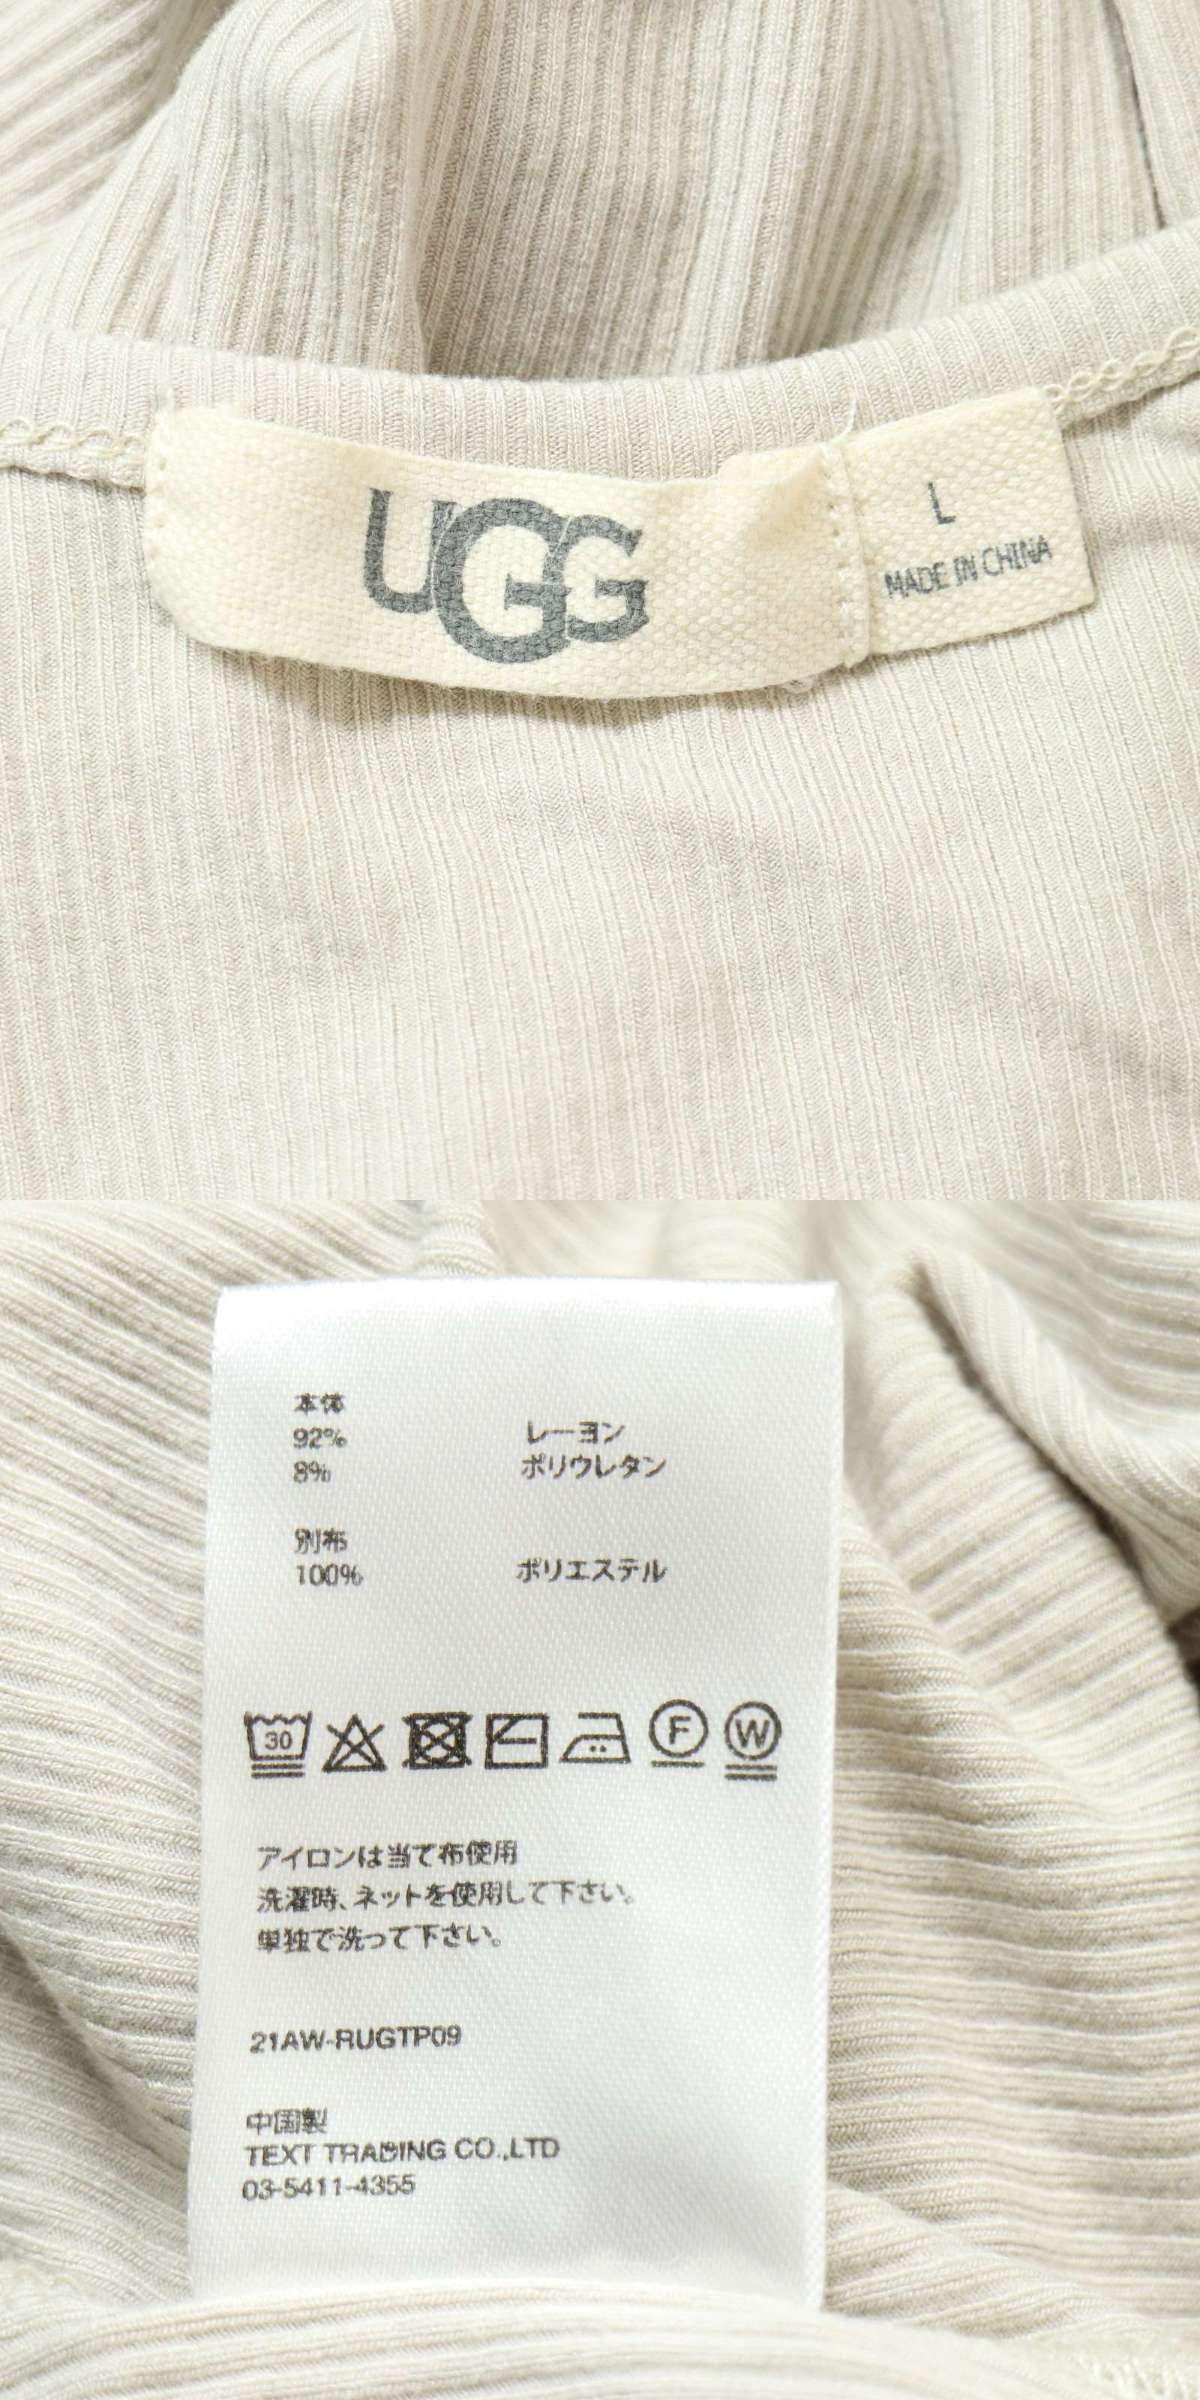 UGG
L
MADE IN CHINA
本体
92% レーヨン
8% ポリウレタン
別布
100% ポリエステル
30
F
W
アイロンは当て布使用
洗濯時、ネットを使用して下さい。
単独で洗って下さい。
21AW-RUGTP09
中国製
TEXT TRADING CO.,LTD
03-5411-4355